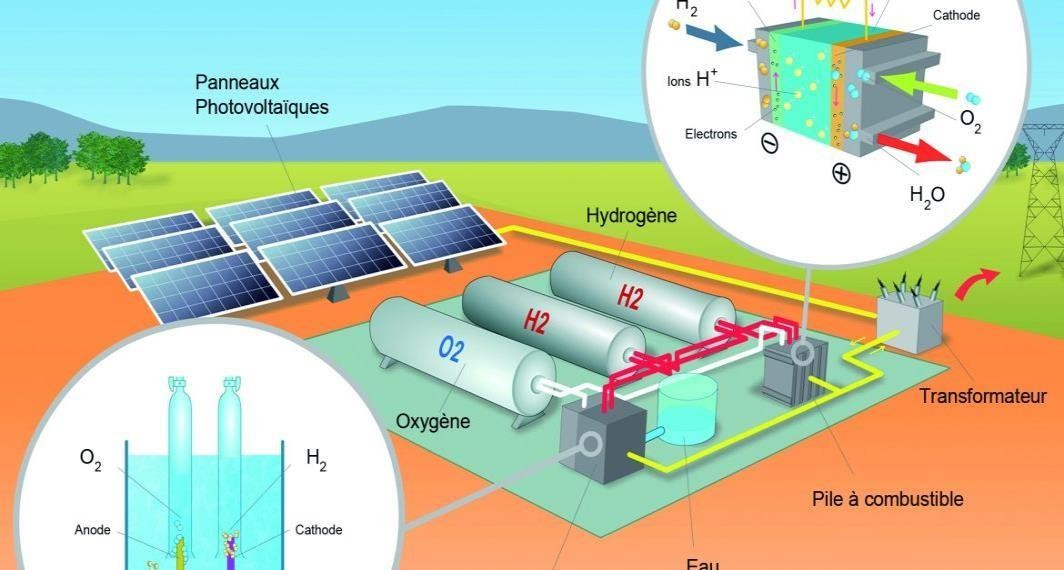 H2
Cathode
Panneaux
Photovoltaïques
Ions H+
Electrons
O2
−
+
H2O
Hydrogène
H2
H2
O2
Transformateur
Oxygène
O2
H2
Pile à combustible
Anode
Cathode
Eau